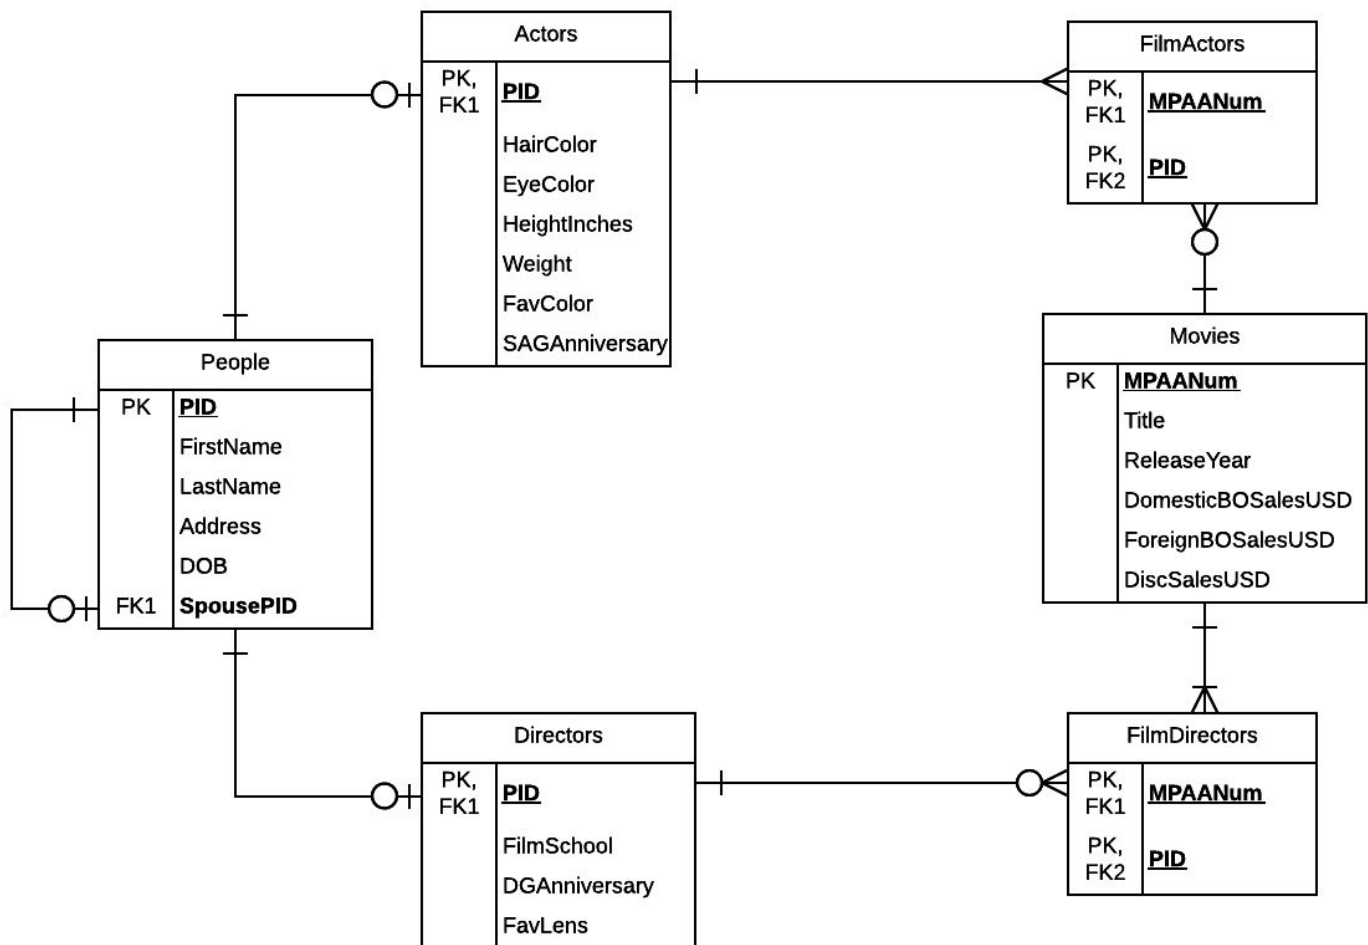 Actors
PK,
FK1
PID
HairColor
EyeColor
HeightInches
Weight
FavColor
SAGAnniversary
FilmActors
PK,
FK1
MPAANum
PK,
FK2
PID
People
PK
PID
FirstName
LastName
Address
DOB
FK1
SpousePID
Movies
PK
MPAANum
Title
ReleaseYear
DomesticBOSalesUSD
ForeignBOSalesUSD
DiscSalesUSD
Directors
PK,
FK1
PID
FilmSchool
DGAnniversary
FavLens
FilmDirectors
PK,
FK1
MPAANum
PK,
FK2
PID